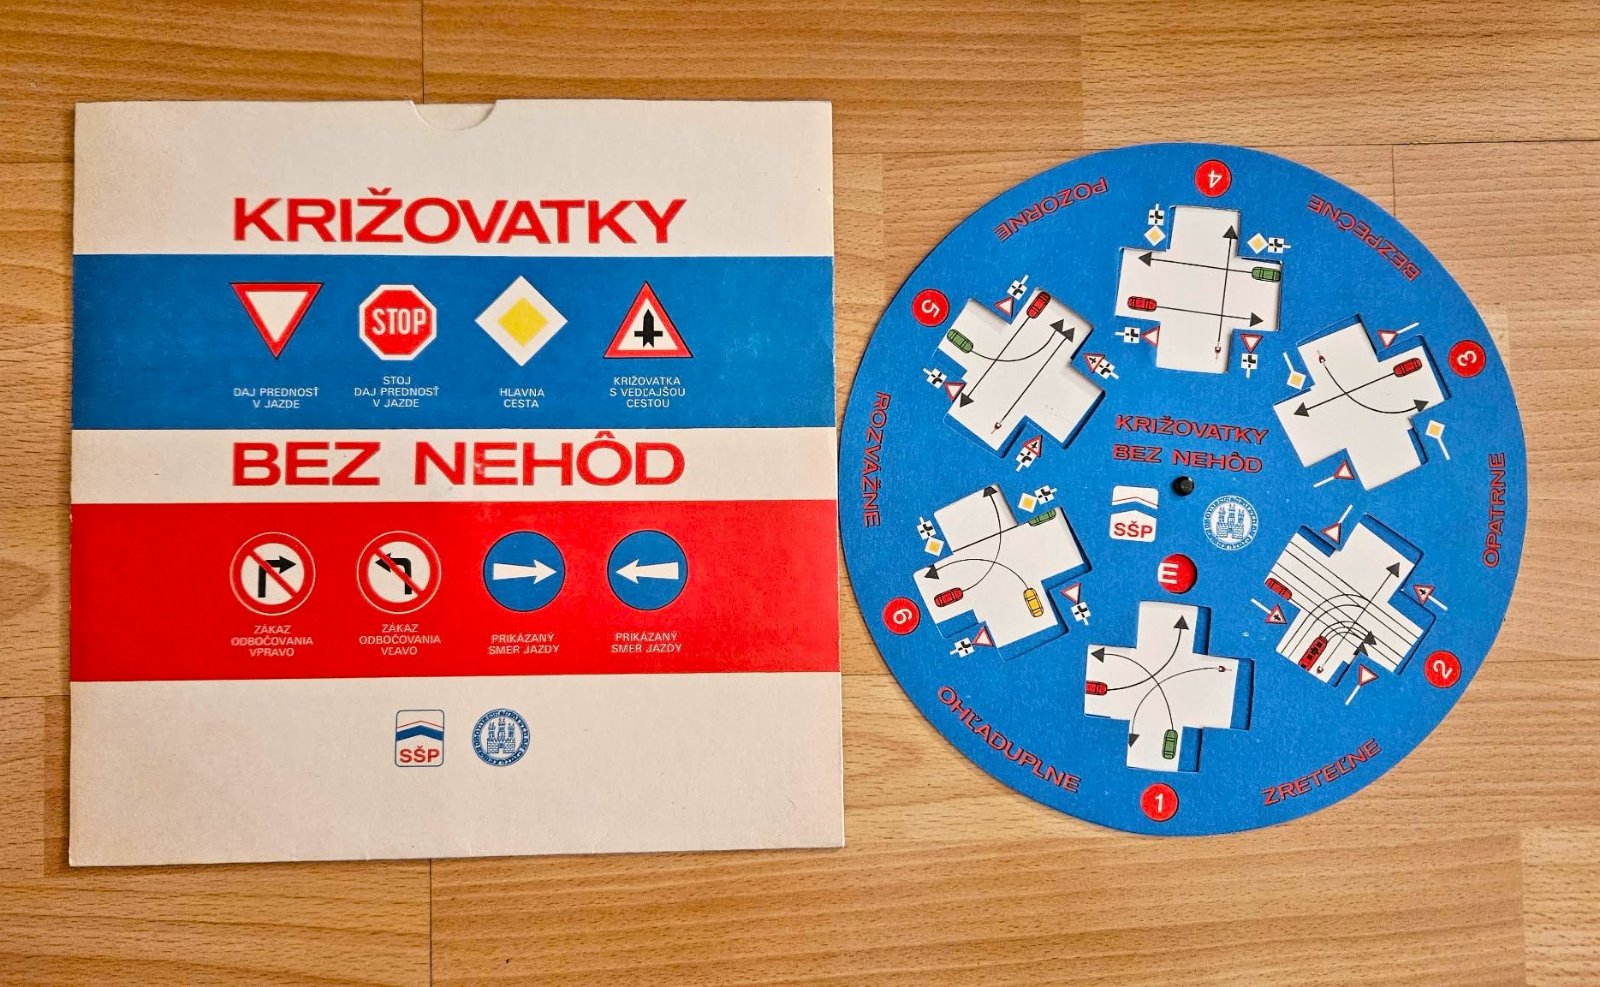 KRIŽOVATKY
STOP
DAJ PREDNOSŤ
V JAZDE
STOJ
DAJ PREDNOSŤ
V JAZDE
HLAVNÁ
CESTA
KRIŽOVATKA
S VEDĽAJŠOU
CESTOU
BEZ NEHÔD
ZÁKAZ
ODBOČOVANIA
VPRAVO
ZÁKAZ
ODBOČOVANIA
VĽAVO
PRIKÁZANÝ
SMER JAZDY
PRIKÁZANÝ
SMER JAZDY
SŠP
4
BEZPEČNE
3
OPATRNE
2
ZRETEĽNE
1
OHĽADUPLNE
6
ROZVÁŽNE
5
POZORNE
KRIŽOVATKY
BEZ NEHÔD
SŠP
E